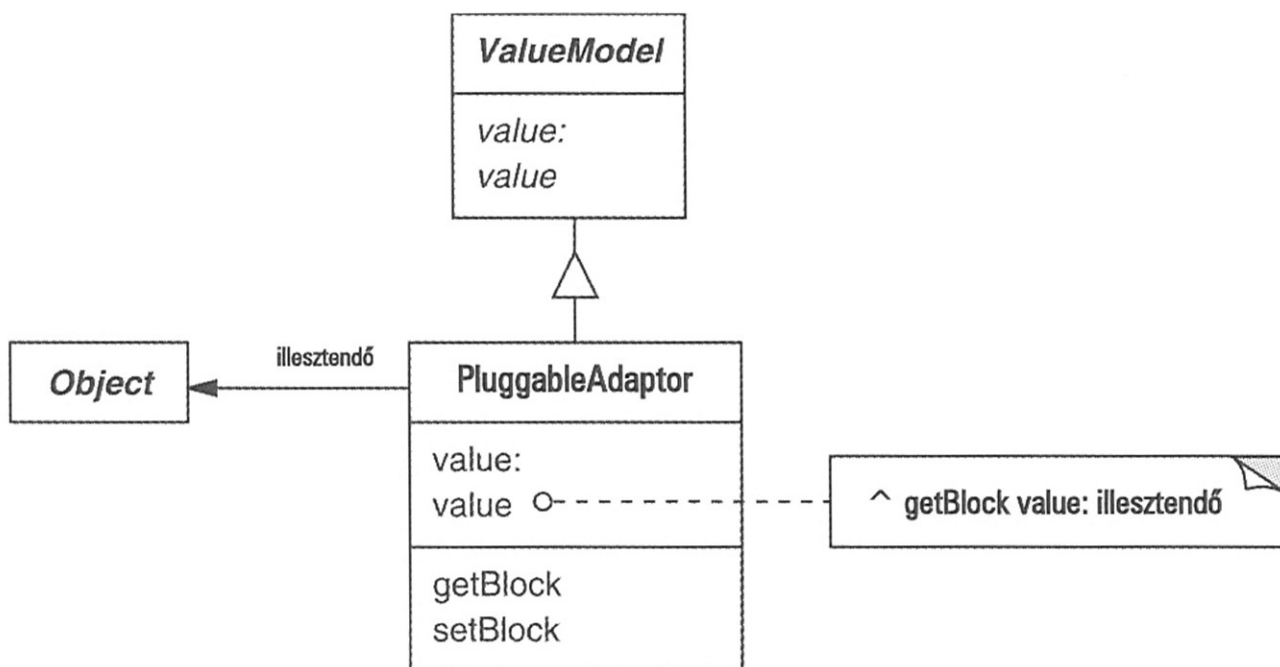 ValueModel
value:
value
illesztendő
Object
PluggableAdaptor
value:
value
^ getBlock value: illesztendő
getBlock
setBlock